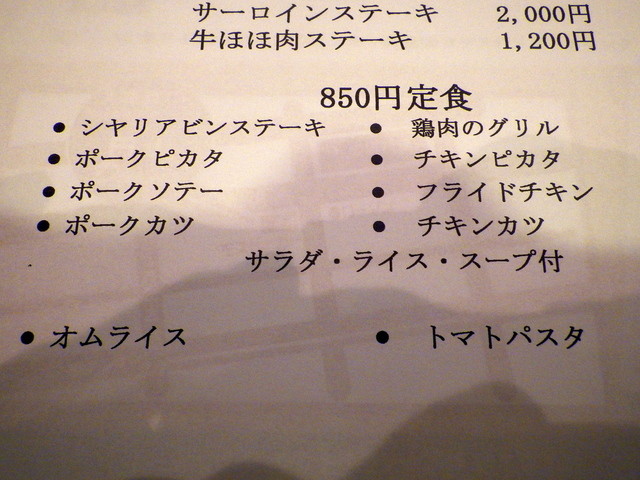 サーロインステーキ 2,000円
牛ほほ肉ステーキ 1,200円
850円定食
● シヤリアビンステーキ ● 鶏肉のグリル
● ポークピカタ ● チキンピカタ
● ポークソテー ● フライドチキン
● ポークカツ ● チキンカツ
サラダ・ライス・スープ付
● オムライス ● トマトパスタ